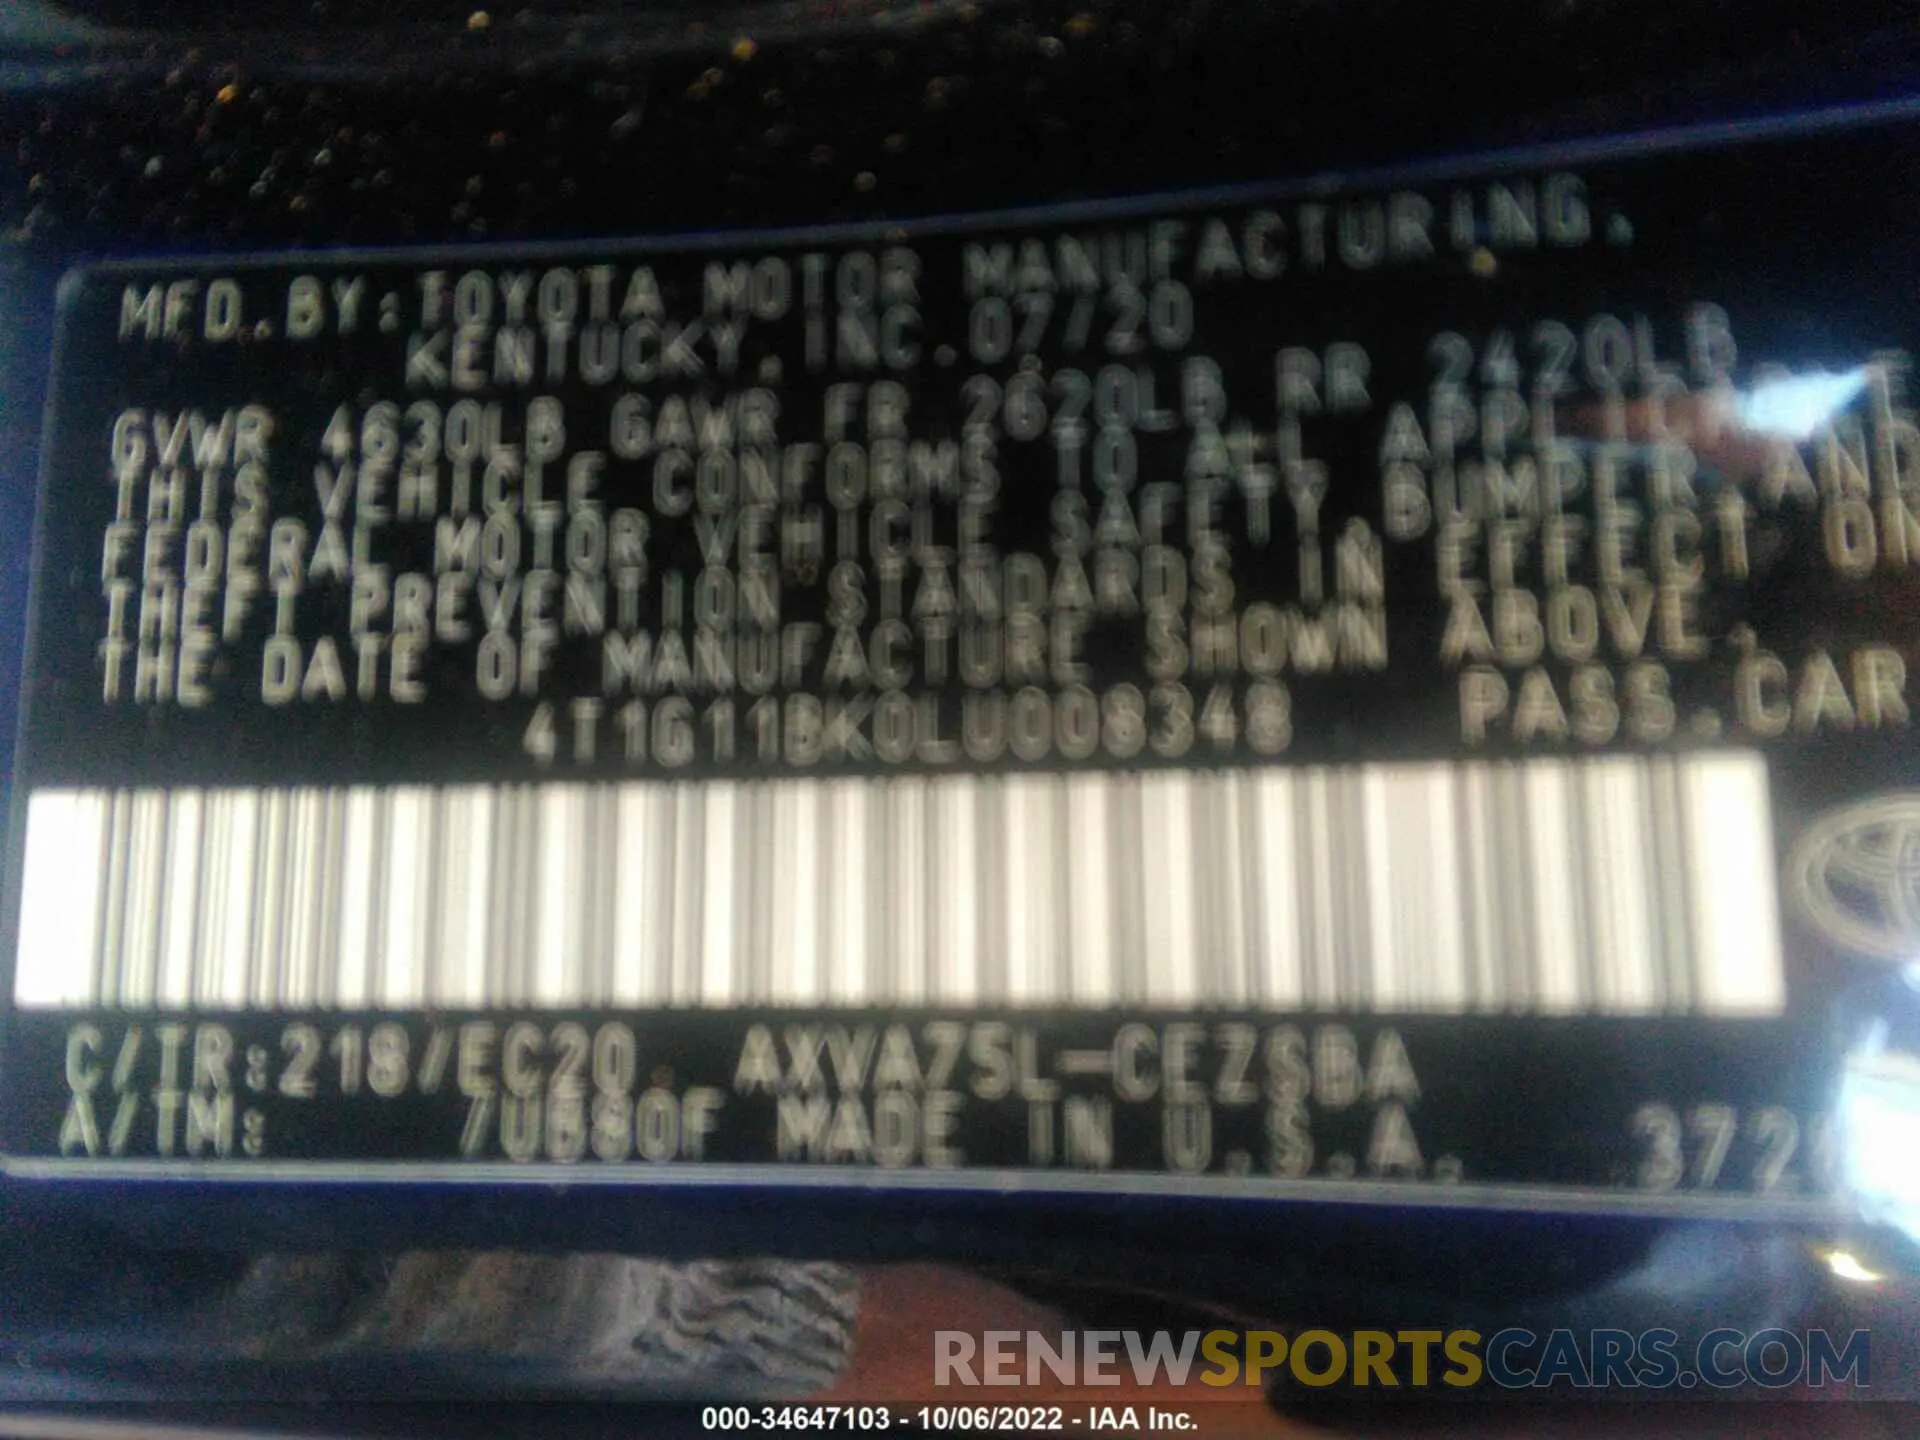 MFD.BY:TOYOTA MOTOR MANUFACTURING.
KENTUCKY, INC.07/20
GVWR 4630LB GAWR FR 2620LB RR 2420LB
THIS VEHICLE CONFORMS TO ALL
FEDERAL MOTOR VEHICLE SAFETY, BUMPER, AND
THEFT PREVENTION STANDARDS IN EFFECT ON
THE DATE OF MANUFACTURE SHOWN ABOVE.
4T1G11BK0LU008348 PASS.CAR
C/TR:218/EC20 AXVA75L-CEZSBA
A/TM: /U680F MADE IN U.S.A.
RENEWSPORTSCARS.COM
000-34647103 - 10/06/2022 - IAA Inc.